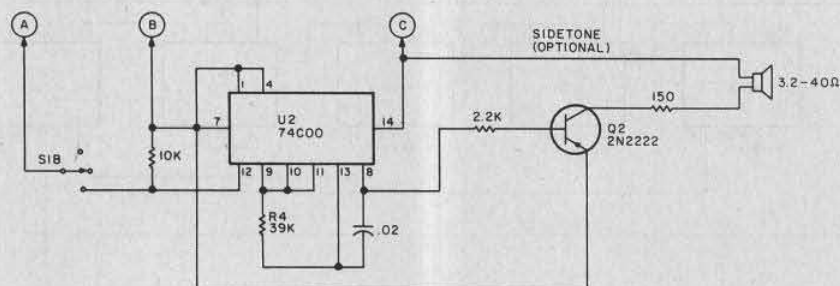 A
B
C
SIDETONE
(OPTIONAL)
1
4
7
U2
74C00
14
2.2K
150
3.2-40Ω
Q2
2N2222
S1B
10K
12
9
10
11
13
8
R4
39K
.02